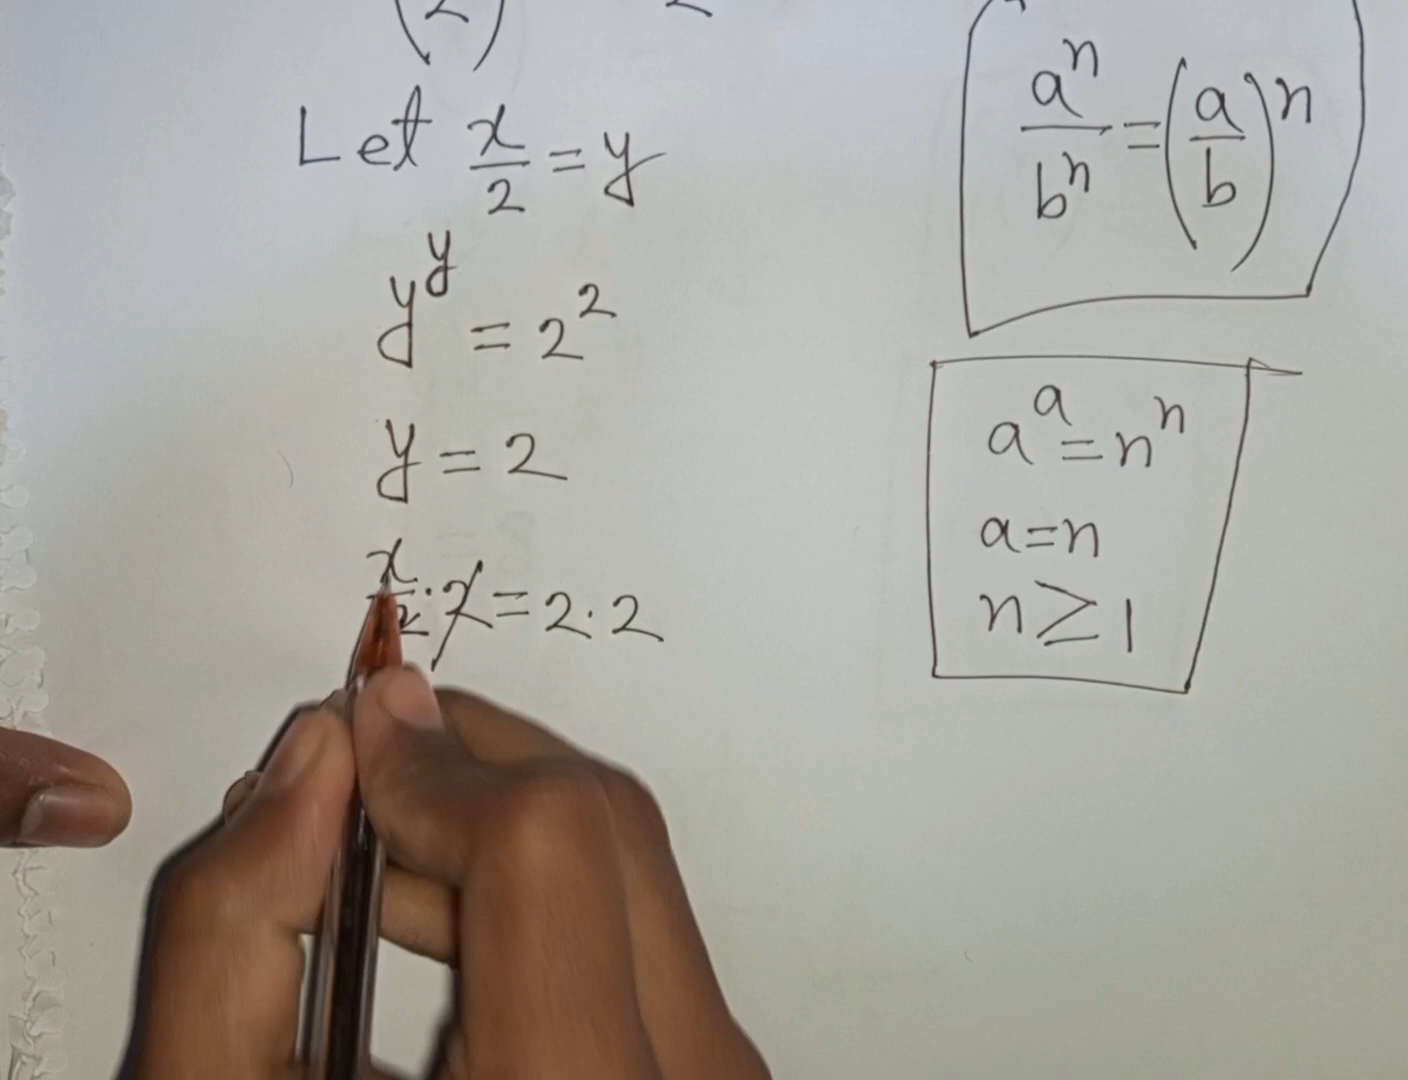 Let x/2 = y
y^y = 2^2
y = 2
x/2 · 2 = 2 · 2
a^n/b^n = (a/b)^n
a^a = n^n
a = n
n ≥ 1